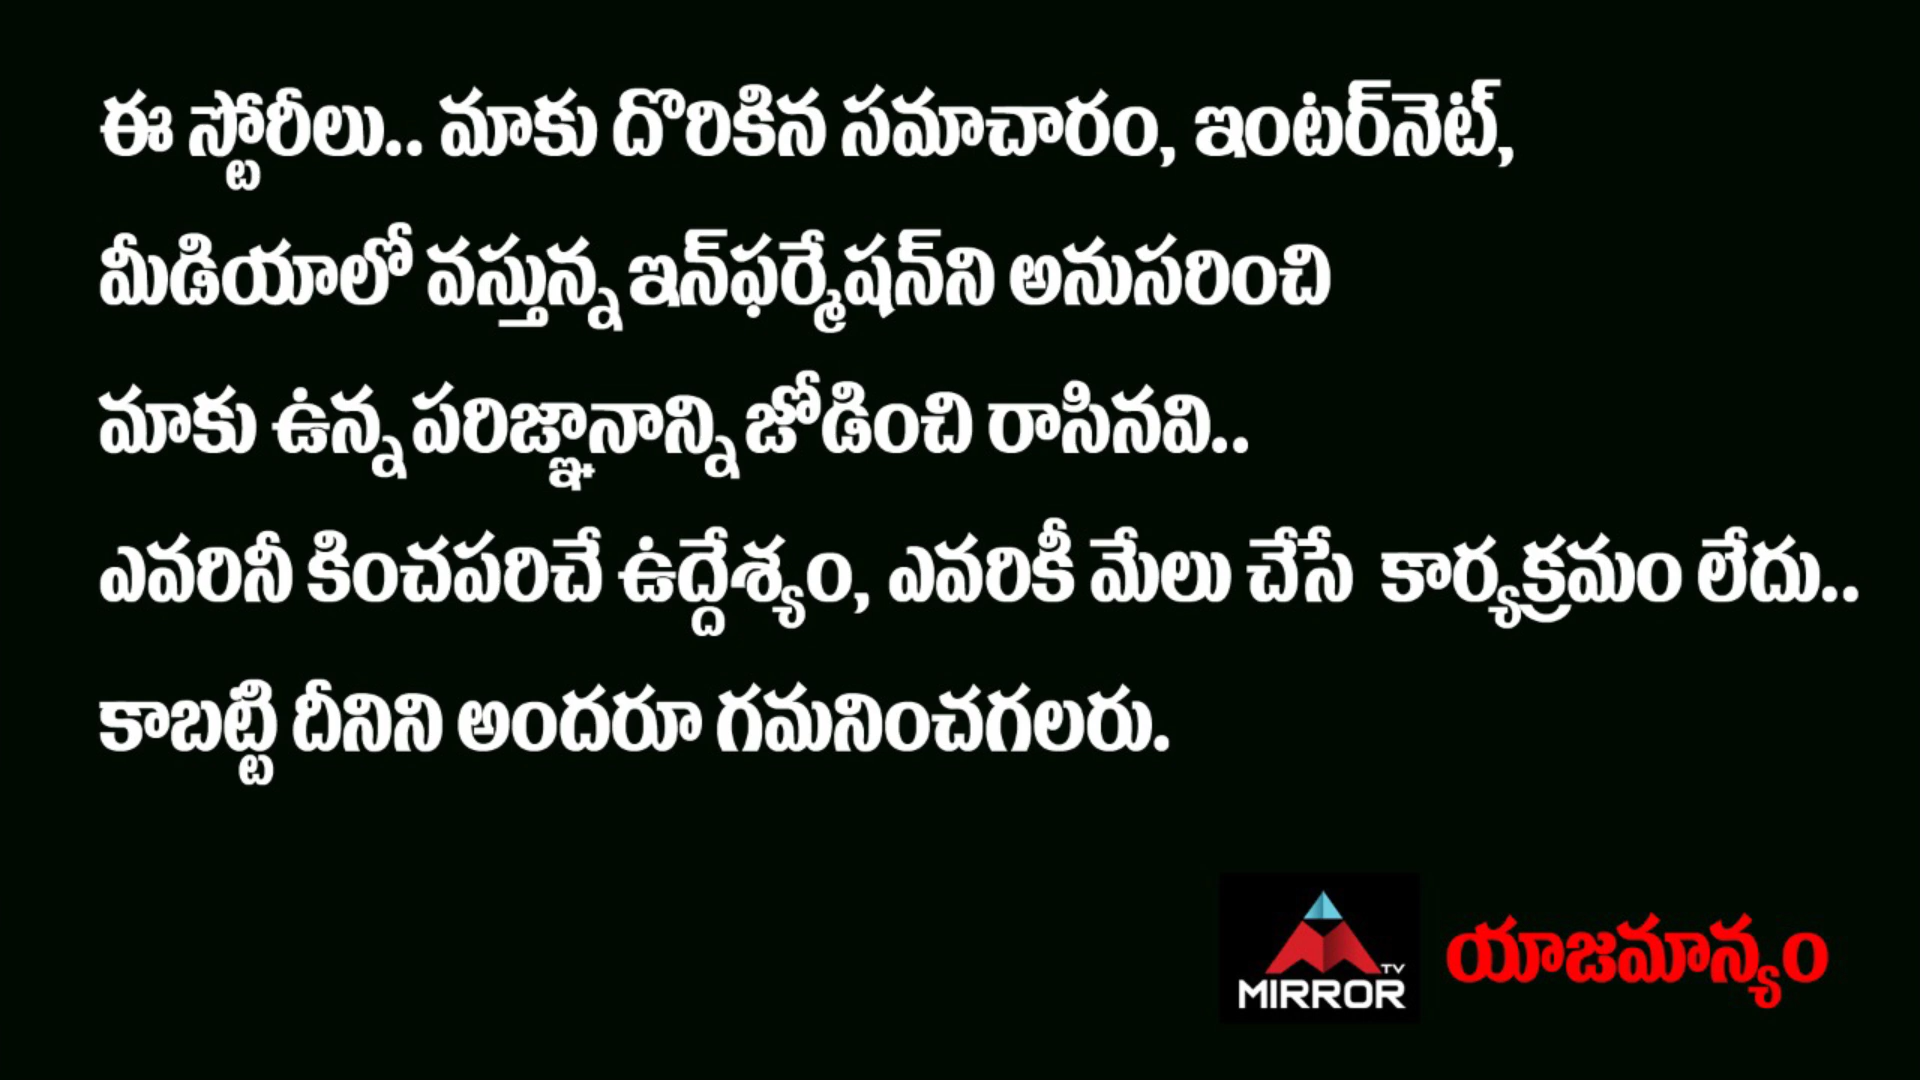 ఈ స్టోరీలు.. మాకు దొరికిన సమాచారం, ఇంటర్‌నెట్,
మీడియాలో వస్తున్న ఇన్‌ఫర్మేషన్‌ని అనుసరించి
మాకు ఉన్న పరిజ్ఞానాన్ని జోడించి రాసినవి..
ఎవరినీ కించపరిచే ఉద్దేశ్యం, ఎవరికీ మేలు చేసే కార్యక్రమం లేదు..
కాబట్టి దీనిని అందరూ గమనించగలరు.
TV
MIRROR
యాజమాన్యం